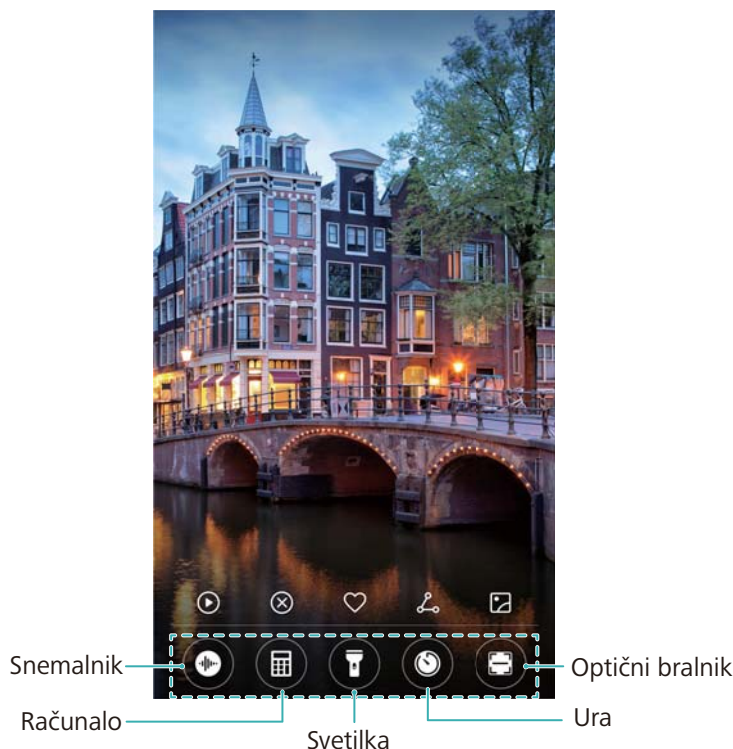 Snemalnik
Optični bralnik
Računalo
Ura
Svetilka